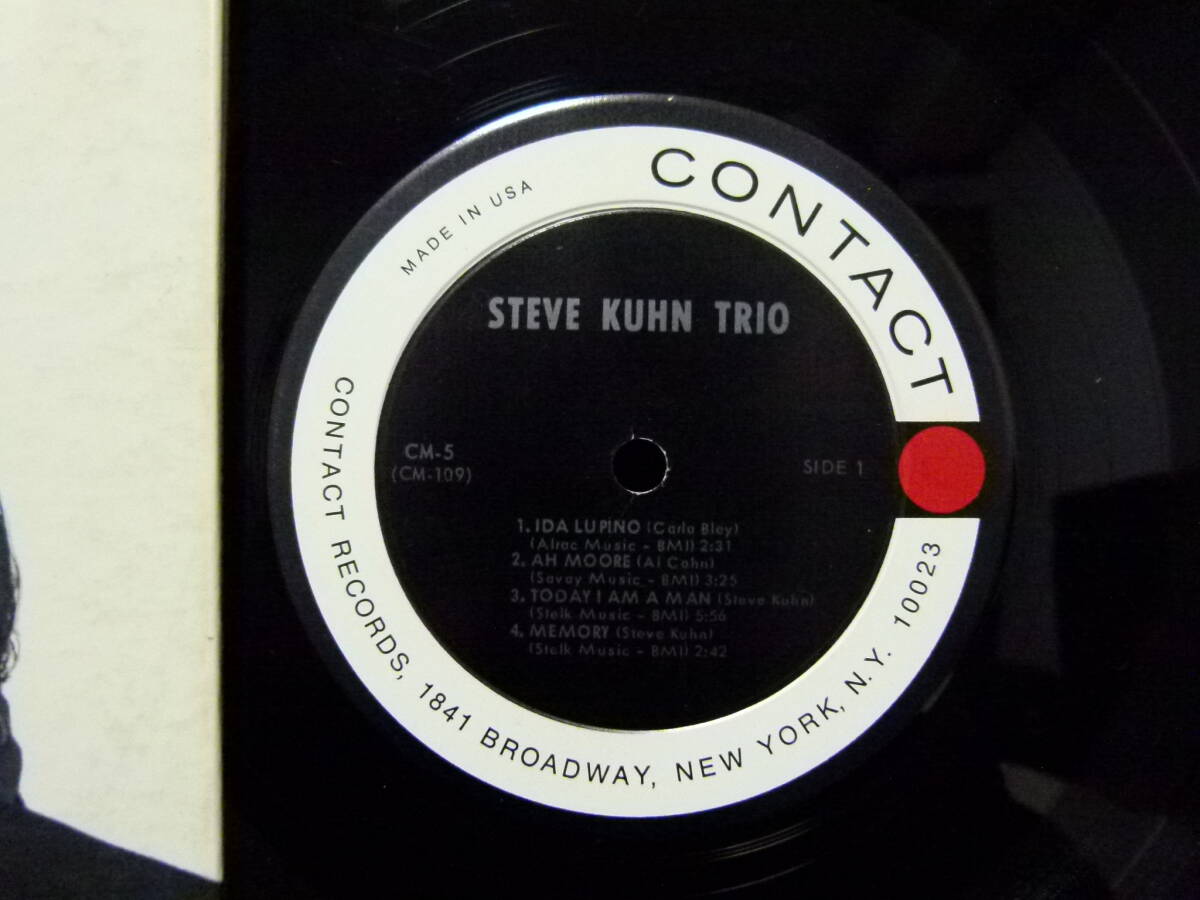 CONTACT
MADE IN USA
STEVE KUHN TRIO
CM-5
(CM-109)
SIDE 1
1. IDA LUPINO (Carla Bley)
(Alrac Music - BMI) 2:31
2. AH MOORE (Al Cohn)
(Savoy Music - BMI) 3:25
3. TODAY I AM A MAN (Steve Kuhn)
(Stelk Music - BMI) 5:56
4. MEMORY (Steve Kuhn)
(Stelk Music - BMI) 2:42
CONTACT RECORDS, 1841 BROADWAY, NEW YORK, N.Y. 10023